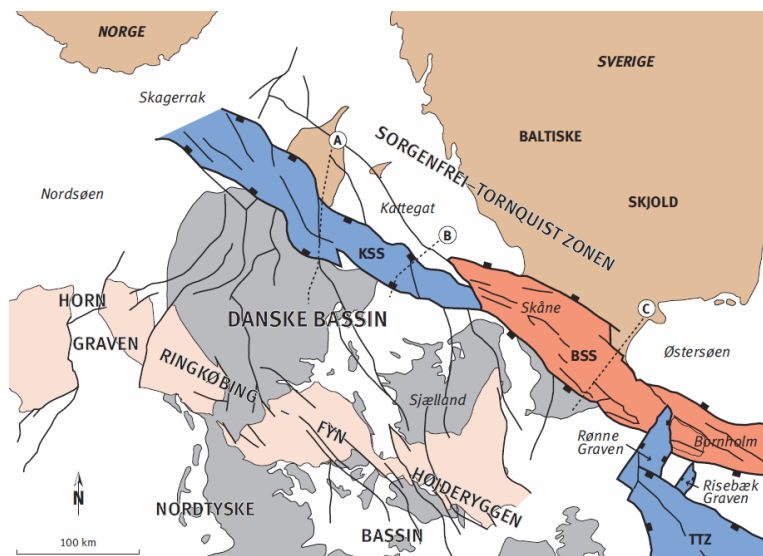 NORGE
SVERIGE
Skagerrak
BALTISKE
A
SORGENFREI–TORNQUIST ZONEN
SKJOLD
Nordsøen
Kattegat
B
KSS
HORN
GRAVEN
DANSKE BASSIN
Skåne
C
BSS
Østersøen
RINGKØBING
FYN
HØJDERYGGEN
Sjælland
Rønne
Graven
Bornholm
Risebæk
Graven
N
NORDTYSKE
BASSIN
TTZ
100 km